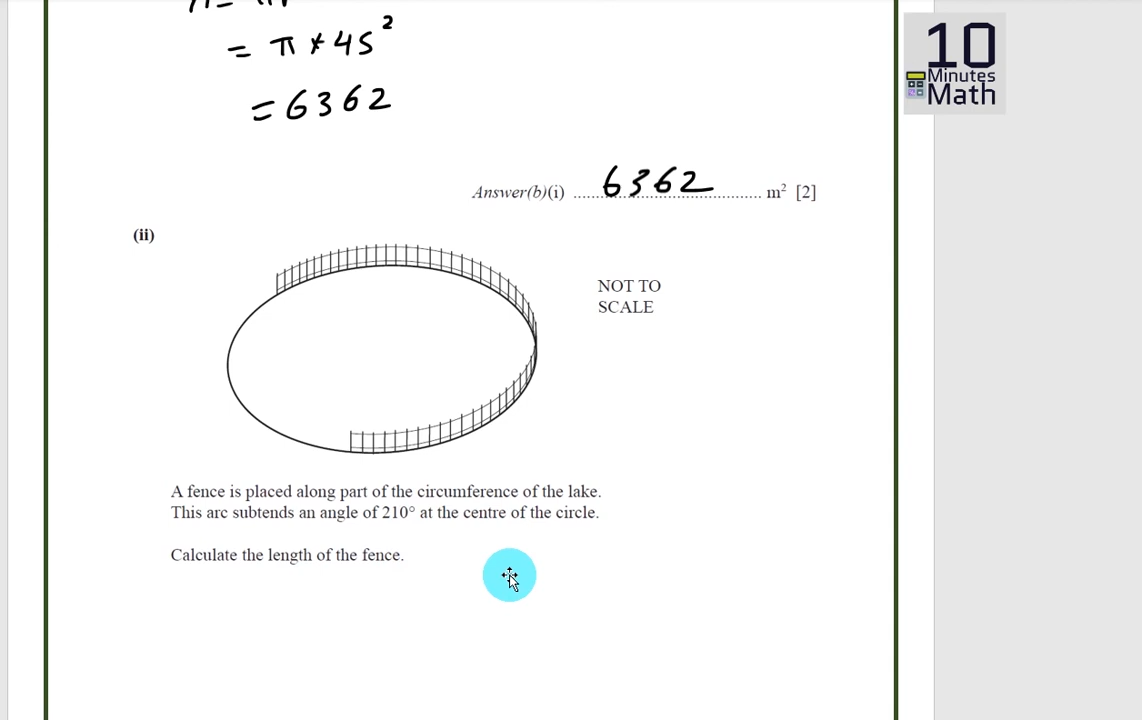 = π * 45²
= 6362
10
Minutes
Math
6362
Answer(b)(i) ............................................ m² [2]
(ii)
NOT TO
SCALE
A fence is placed along part of the circumference of the lake.
This arc subtends an angle of 210° at the centre of the circle.
Calculate the length of the fence.